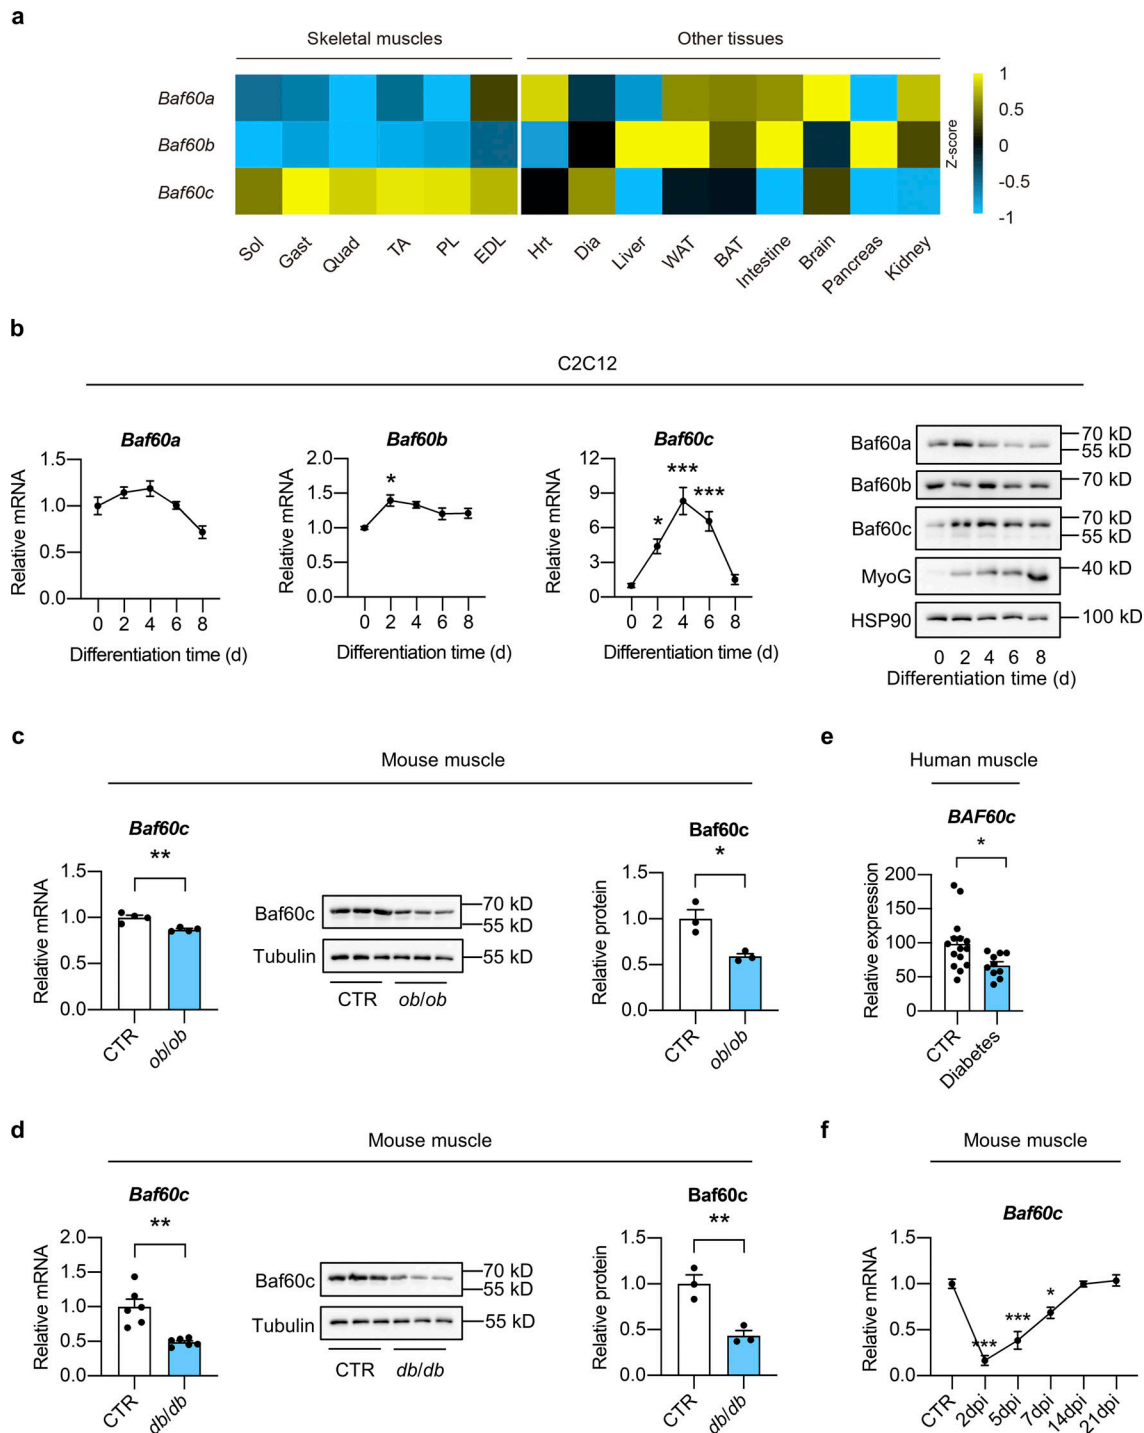 a
Skeletal muscles
Other tissues
Baf60a
Baf60b
Baf60c
1
0.5
0
-0.5
-1
Z-score
Sol
Gast
Quad
TA
PL
EDL
Hrt
Dia
Liver
WAT
BAT
Intestine
Brain
Pancreas
Kidney
b
C2C12
Baf60a
Relative mRNA
1.5
1.0
0.5
0.0
0 2 4 6 8
Differentiation time (d)
Baf60b
Relative mRNA
2.0
1.5
1.0
0.5
0.0
*
0 2 4 6 8
Differentiation time (d)
Baf60c
Relative mRNA
12
9
6
3
0
*
***
***
0 2 4 6 8
Differentiation time (d)
Baf60a
70 kD
55 kD
Baf60b
70 kD
Baf60c
70 kD
55 kD
MyoG
40 kD
HSP90
100 kD
0 2 4 6 8
Differentiation time (d)
c
Mouse muscle
Baf60c
**
Relative mRNA
1.5
1.0
0.5
0.0
CTR
ob/ob
Baf60c
70 kD
55 kD
Tubulin
55 kD
CTR
ob/ob
Baf60c
*
Relative protein
1.5
1.0
0.5
0.0
CTR
ob/ob
e
Human muscle
BAF60c
*
Relative expression
200
150
100
50
0
CTR
Diabetes
d
Mouse muscle
Baf60c
**
Relative mRNA
2.0
1.5
1.0
0.5
0.0
CTR
db/db
Baf60c
70 kD
55 kD
Tubulin
55 kD
CTR
db/db
Baf60c
**
Relative protein
1.5
1.0
0.5
0.0
CTR
db/db
f
Mouse muscle
Baf60c
Relative mRNA
1.5
1.0
0.5
0.0
***
***
*
CTR
2dpi
5dpi
7dpi
14dpi
21dpi